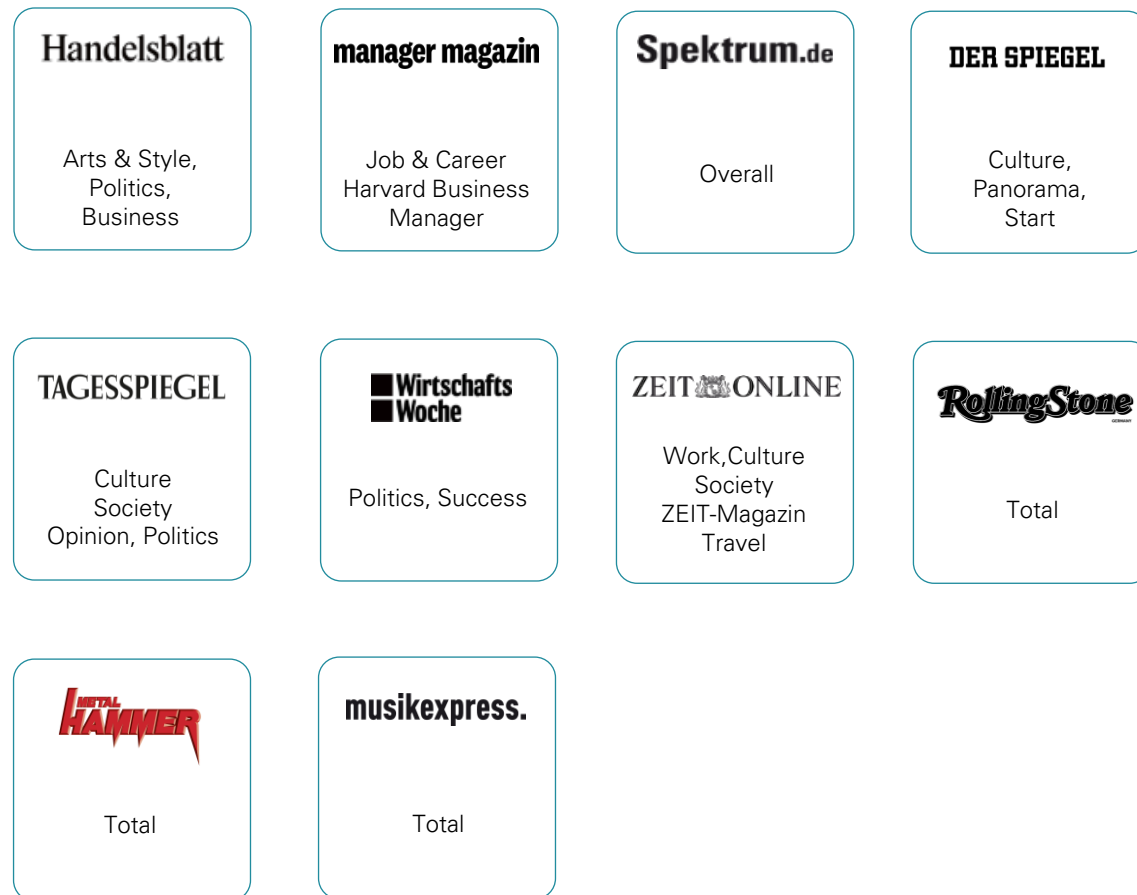 Handelsblatt
Arts & Style,
Politics,
Business
manager magazin
Job & Career
Harvard Business
Manager
Spektrum.de
Overall
DER SPIEGEL
Culture,
Panorama,
Start
TAGESSPIEGEL
Culture
Society
Opinion, Politics
Wirtschafts
Woche
Politics, Success
ZEIT ONLINE
Work,Culture
Society
ZEIT-Magazin
Travel
RollingStone
GERMANY
Total
METAL
HAMMER
Total
musikexpress.
Total